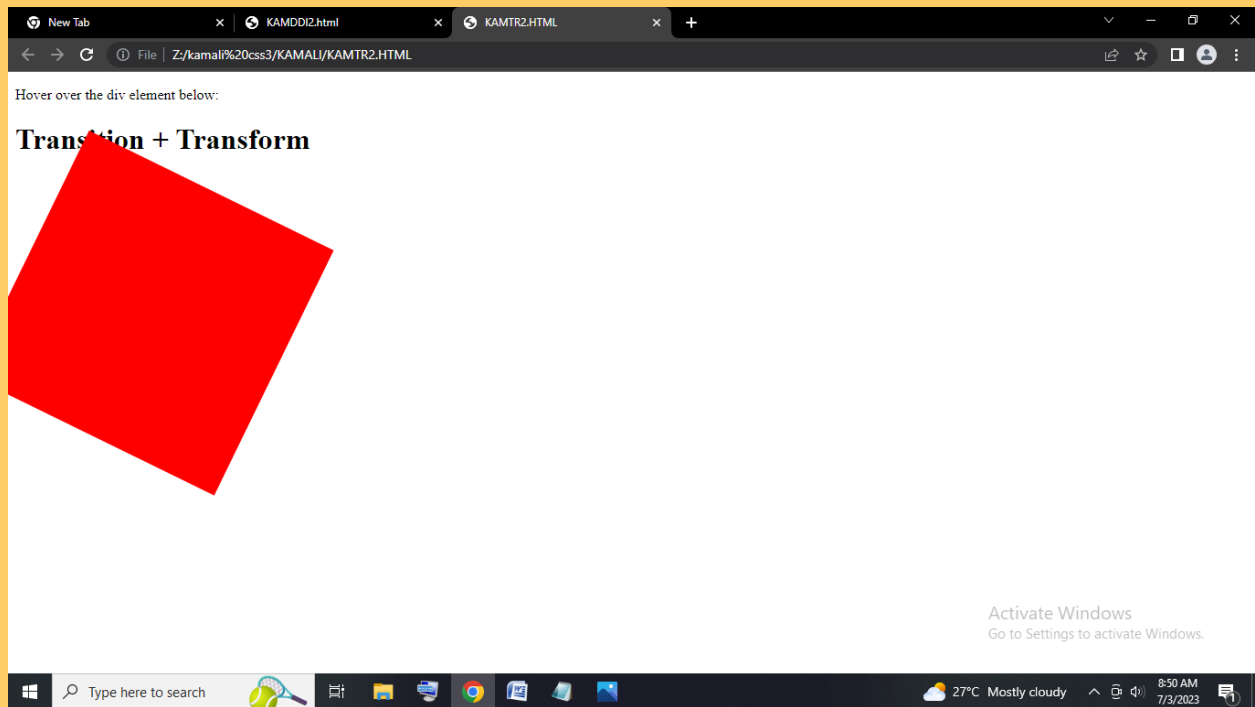 New Tab
KAMDDI2.html
KAMTR2.HTML
File
Z:/kamali%20css3/KAMALI/KAMTR2.HTML
Hover over the div element below:
Transition + Transform
Activate Windows
Go to Settings to activate Windows.
Type here to search
27°C Mostly cloudy
8:50 AM
7/3/2023
1